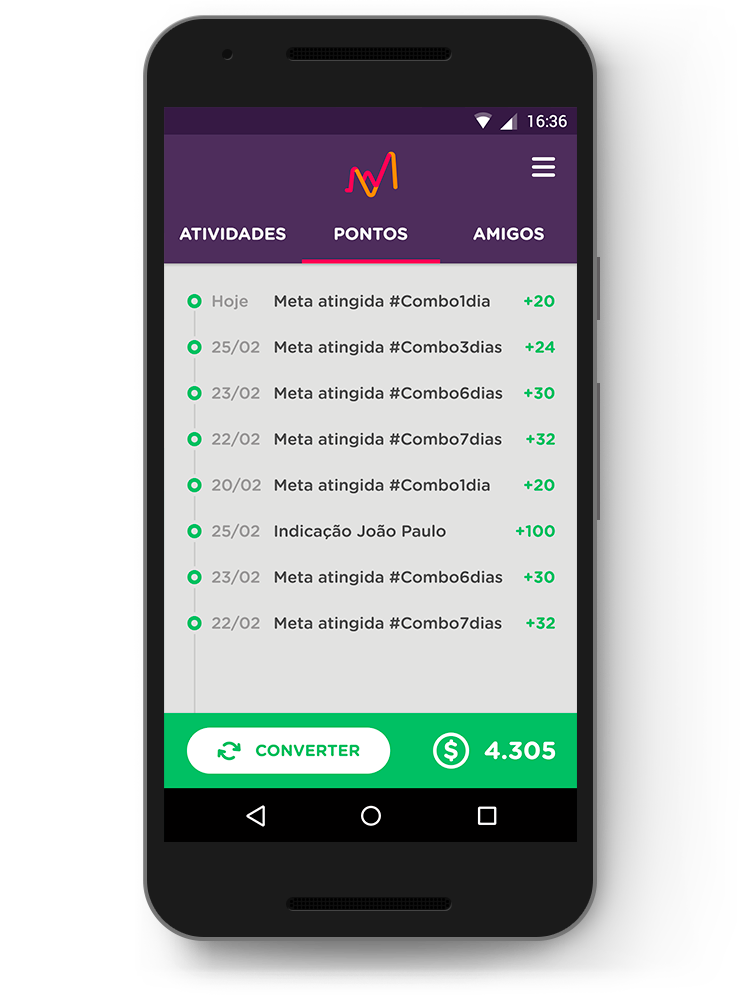 16:36
ATIVIDADES PONTOS AMIGOS
Hoje Meta atingida #Combo1dia +20
25/02 Meta atingida #Combo3dias +24
23/02 Meta atingida #Combo6dias +30
22/02 Meta atingida #Combo7dias +32
20/02 Meta atingida #Combo1dia +20
25/02 Indicação João Paulo +100
23/02 Meta atingida #Combo6dias +30
22/02 Meta atingida #Combo7dias +32
CONVERTER $ 4.305